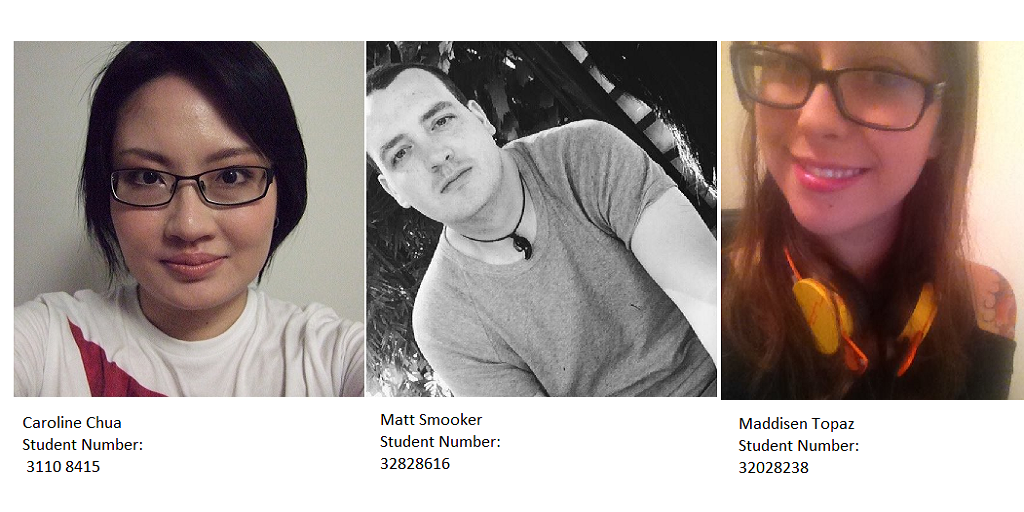 Caroline Chua
Student Number:
3110 8415
Matt Smooker
Student Number:
32828616
Maddisen Topaz
Student Number:
32028238